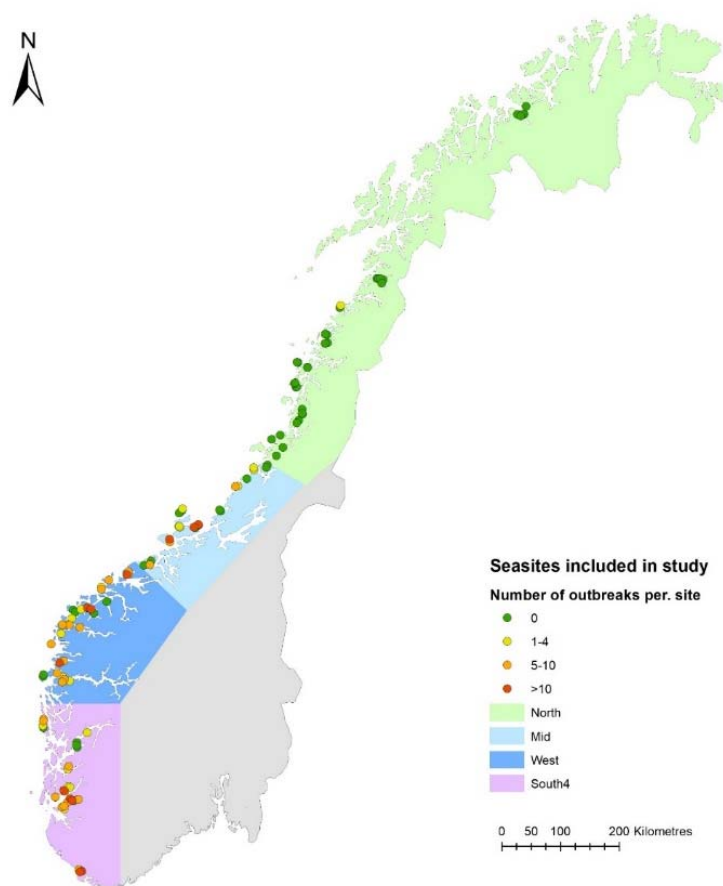 N
Seasites included in study
Number of outbreaks per. site
0
1-4
5-10
>10
North
Mid
West
South4
0 50 100 200 Kilometres